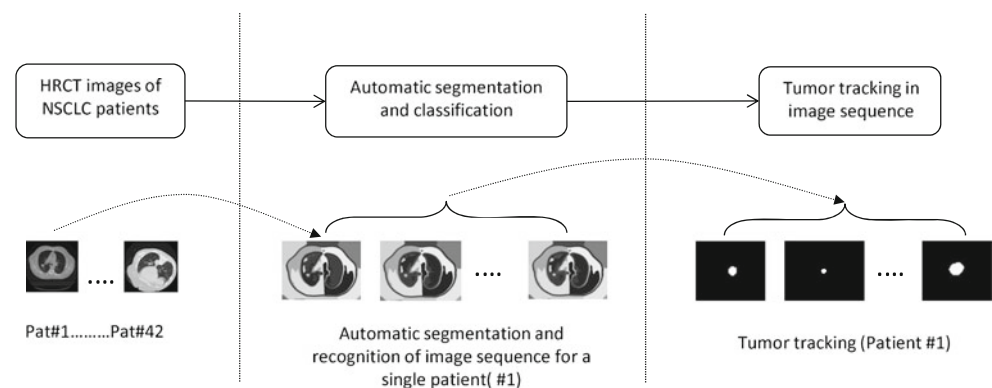 HRCT images of
NSCLC patients
Automatic segmentation
and classification
Tumor tracking in
image sequence
....
....
....
Pat#1.........Pat#42
Automatic segmentation and
recognition of image sequence for a
single patient( #1)
Tumor tracking (Patient #1)